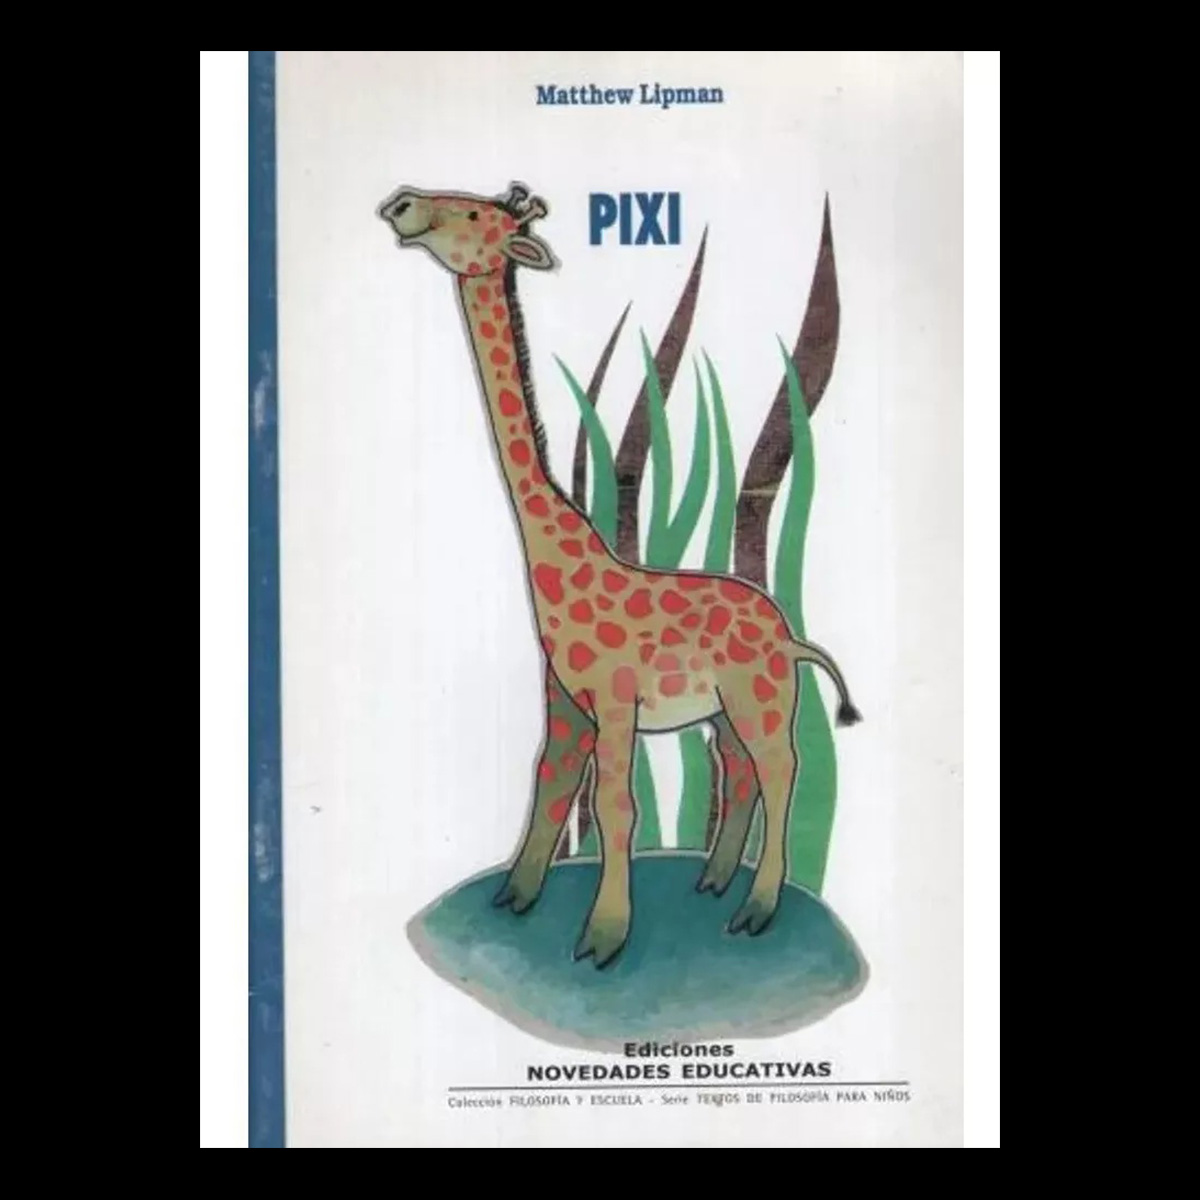 Matthew Lipman
PIXI
Ediciones
NOVEDADES EDUCATIVAS
Colección FILOSOFÍA Y ESCUELA - Serie TEXTOS DE FILOSOFÍA PARA NIÑOS